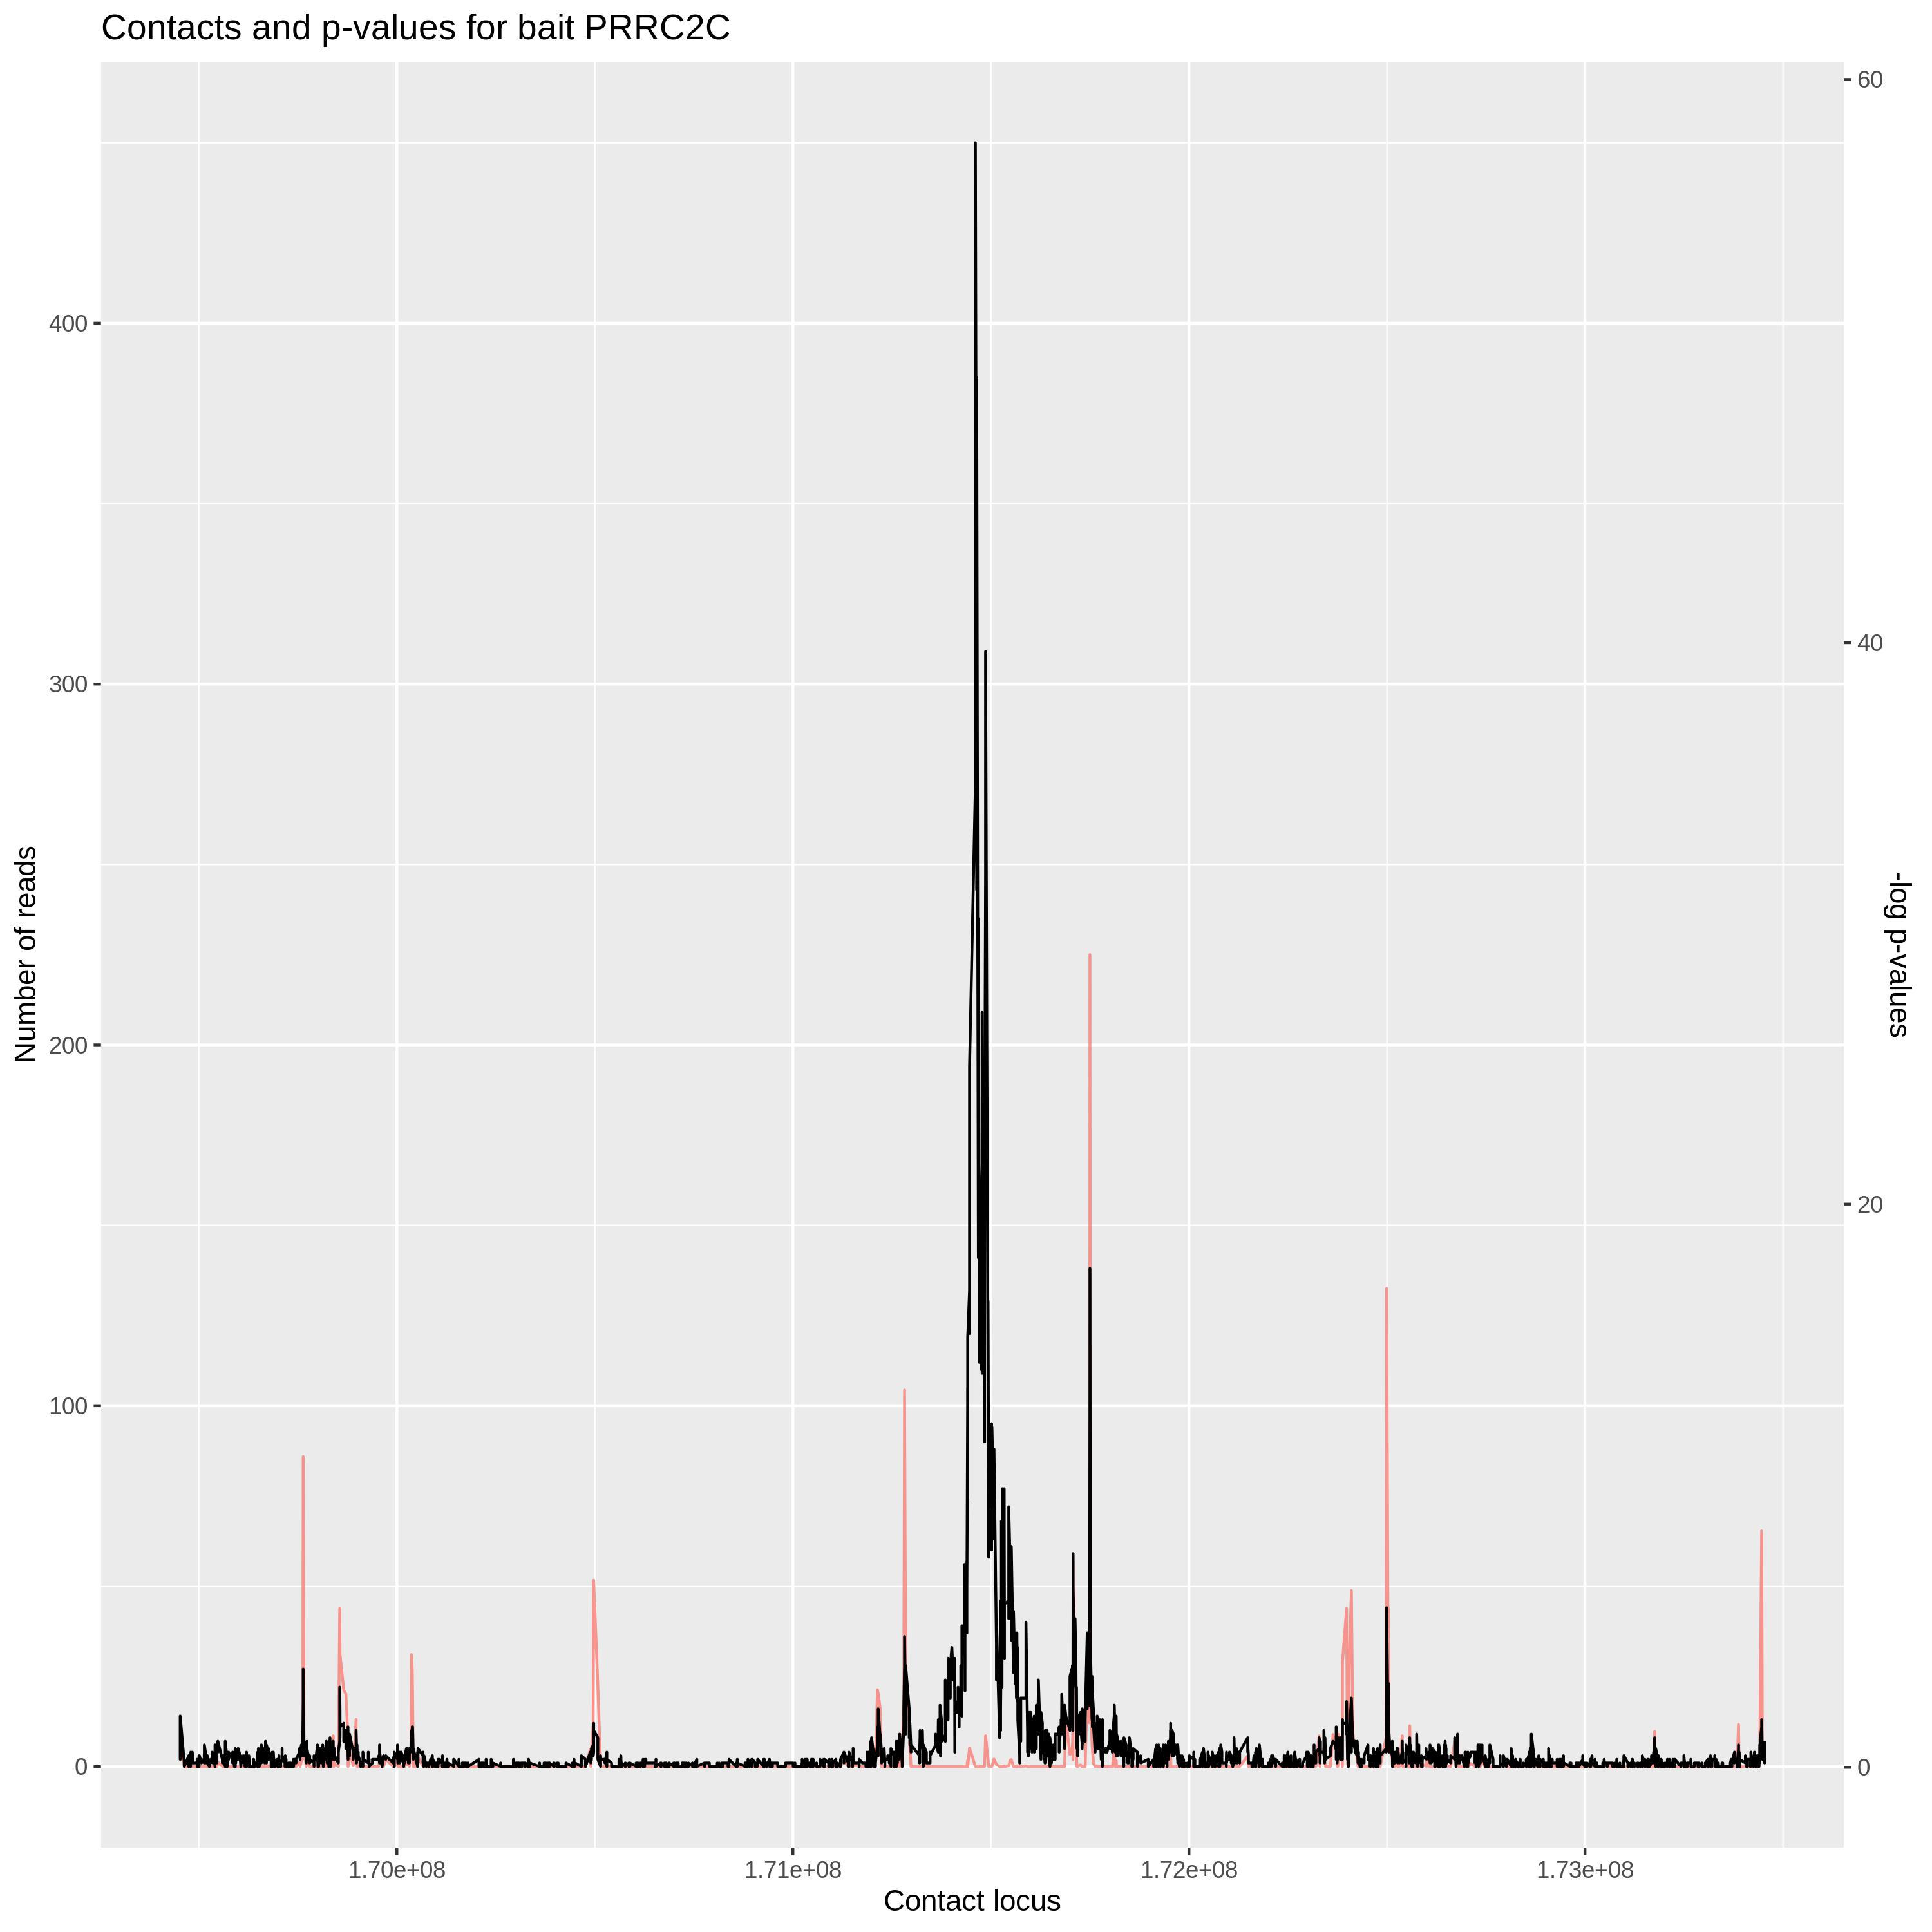 Contacts and p-values for bait PRRC2C
60
400
40
300
Number of reads
-log p-values
200
20
100
0
0
1.70e+08
1.71e+08
1.72e+08
1.73e+08
Contact locus